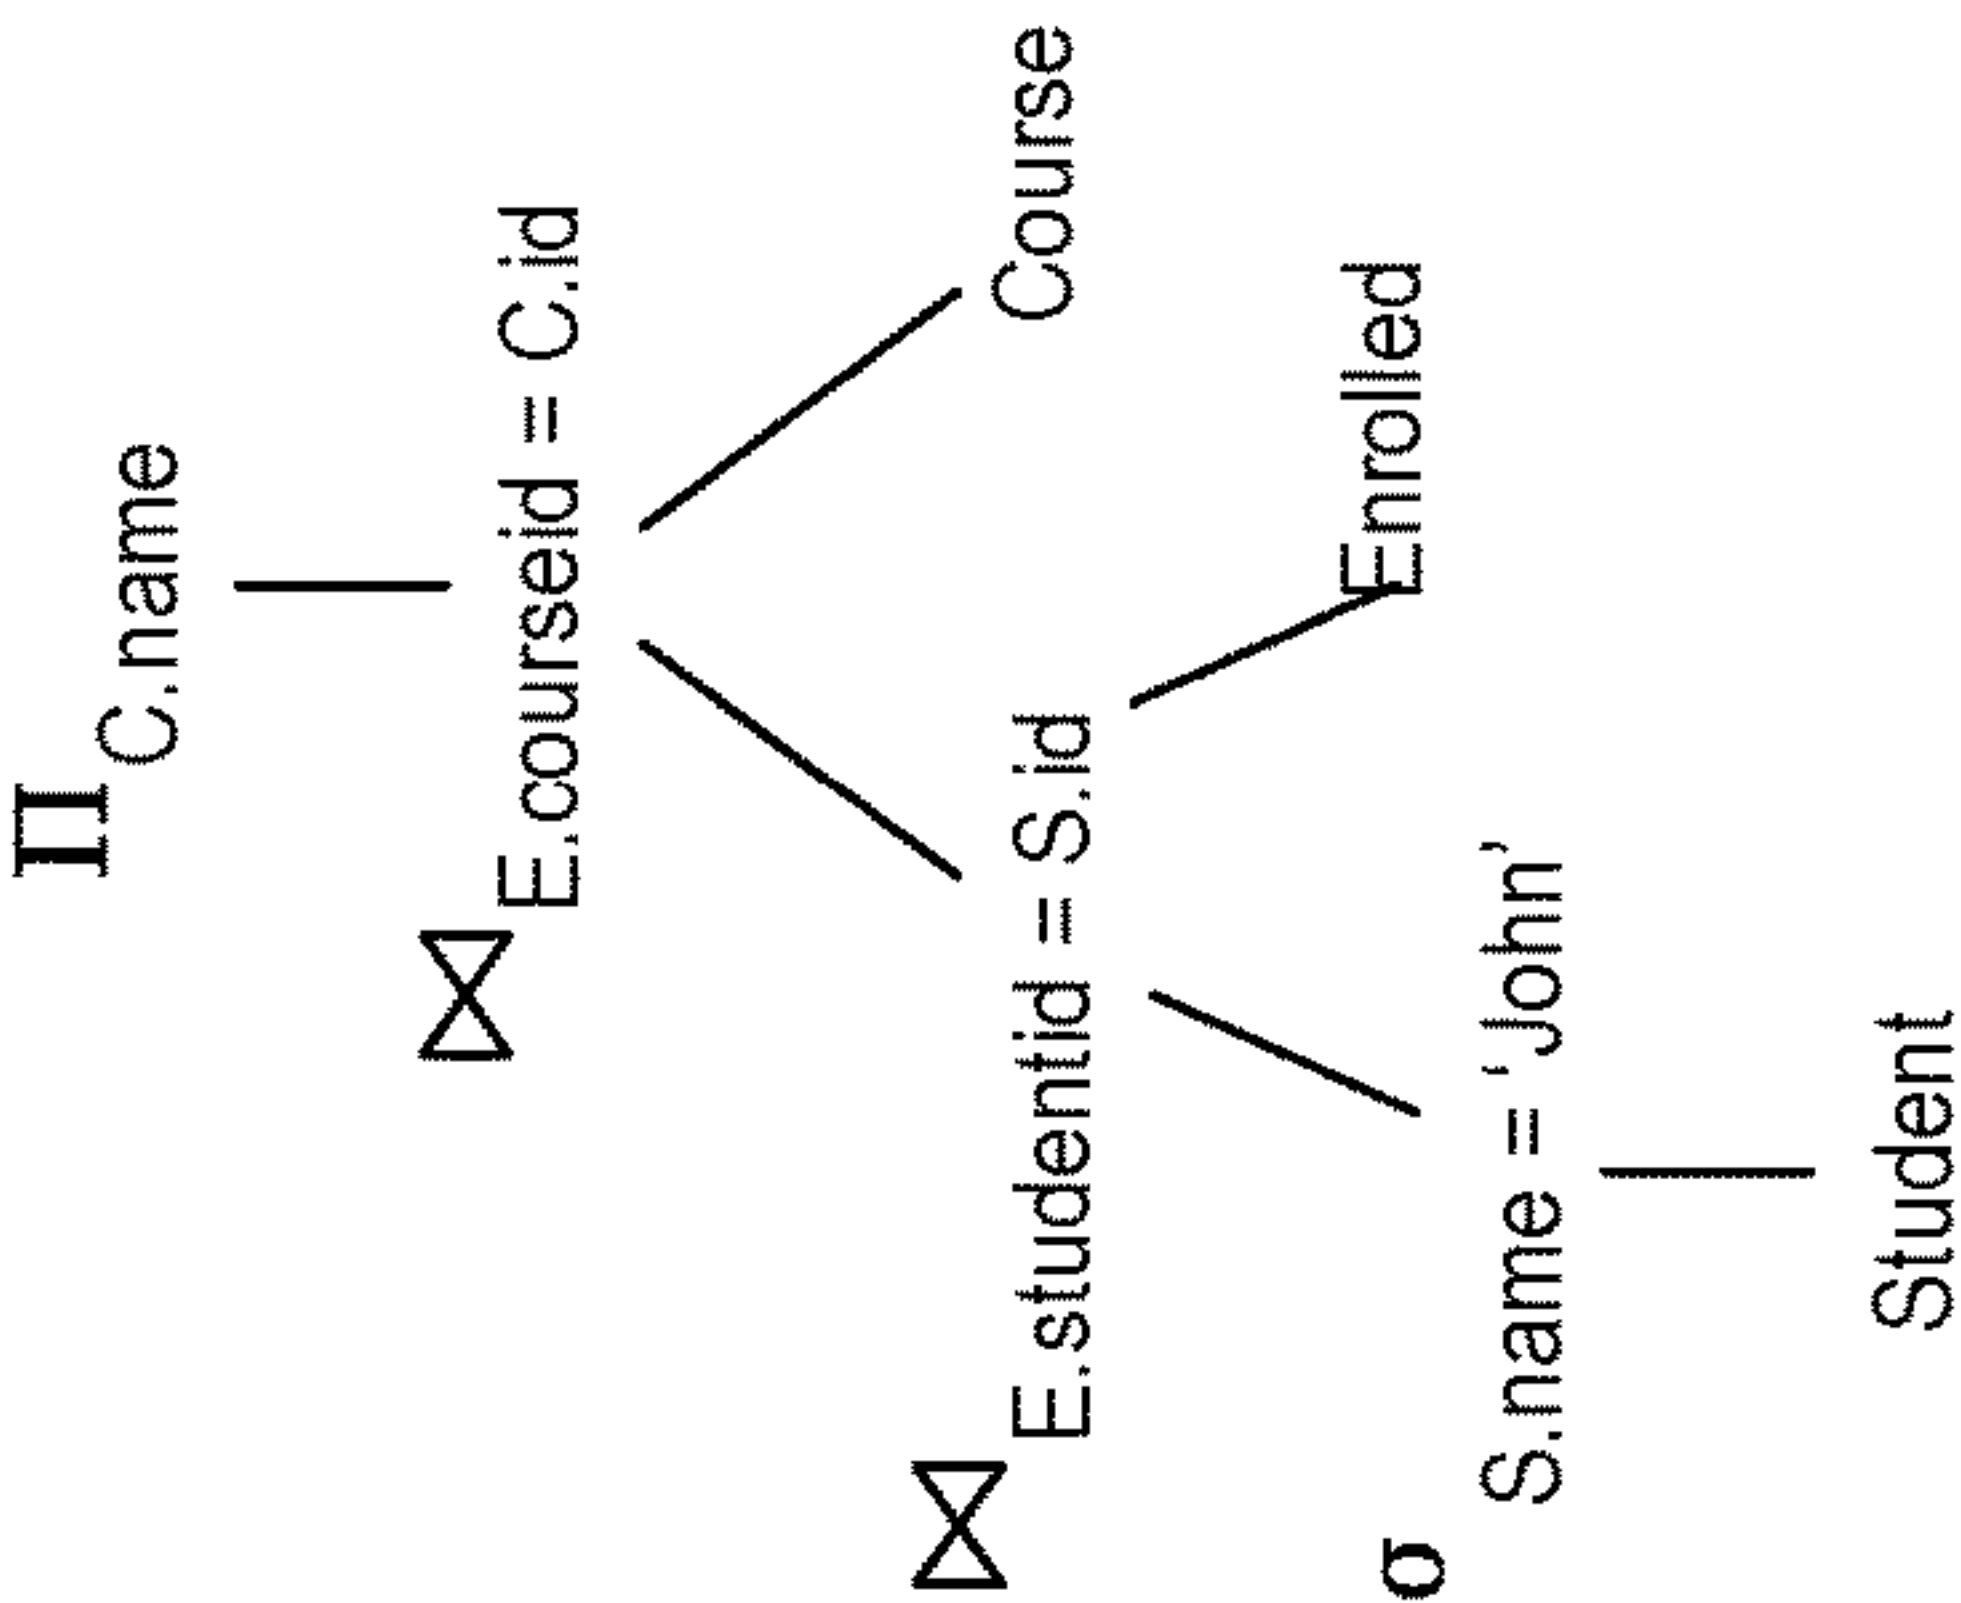 Π C.name
⋈ E.courseid = C.id
⋈ E.studentid = S.id
Course
σ S.name = ‘John’
Enrolled
Student